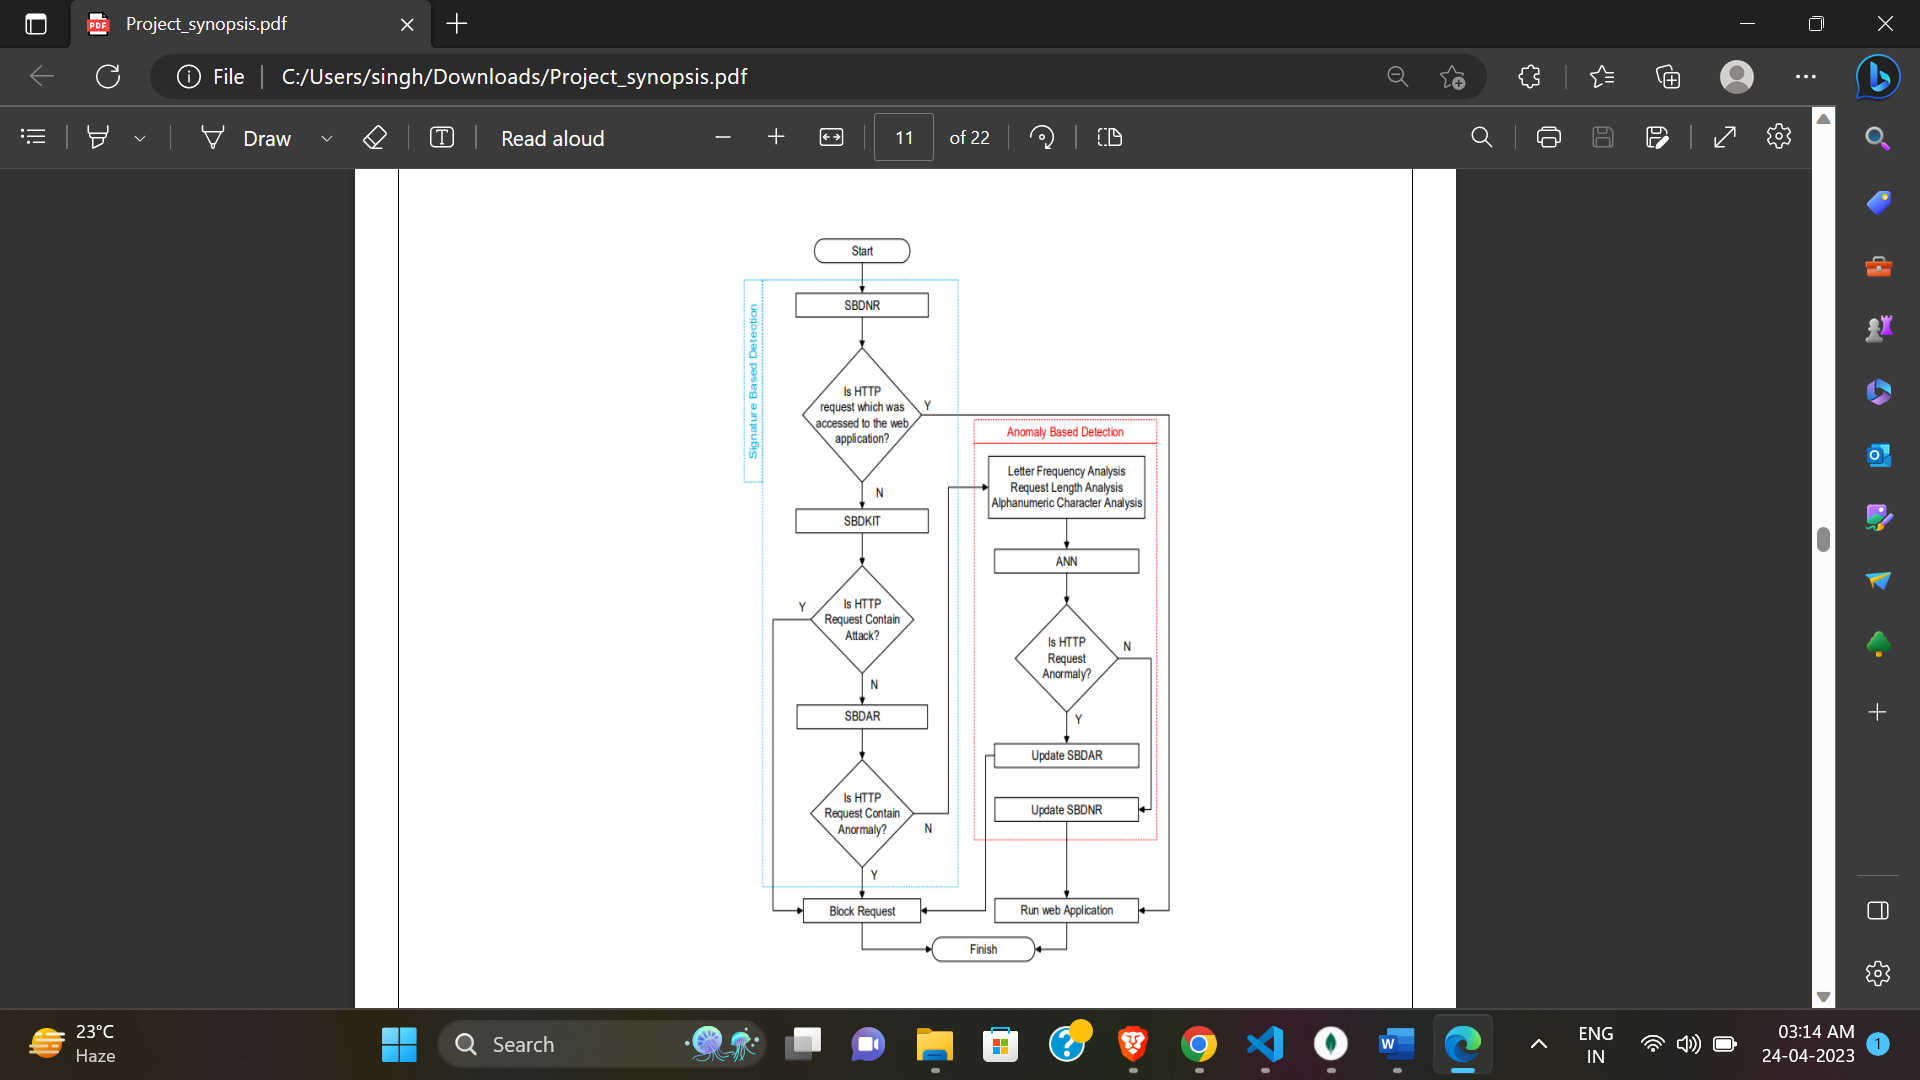 Project_synopsis.pdf
File
C:/Users/singh/Downloads/Project_synopsis.pdf
Draw
Read aloud
11
of 22
Start
Signature Based Detection
SBDNR
Is HTTP
request which was
accessed to the web
application?
Y
N
SBDKIT
Is HTTP
Request Contain
Attack?
Y
N
SBDAR
Is HTTP
Request Contain
Anormaly?
N
Y
Block Request
Anomaly Based Detection
Letter Frequency Analysis
Request Length Analysis
Alphanumeric Character Analysis
ANN
Is HTTP
Request
Anormaly?
N
Y
Update SBDAR
Update SBDNR
Run web Application
Finish
23°C
Haze
Search
ENG
IN
03:14 AM
24-04-2023
1